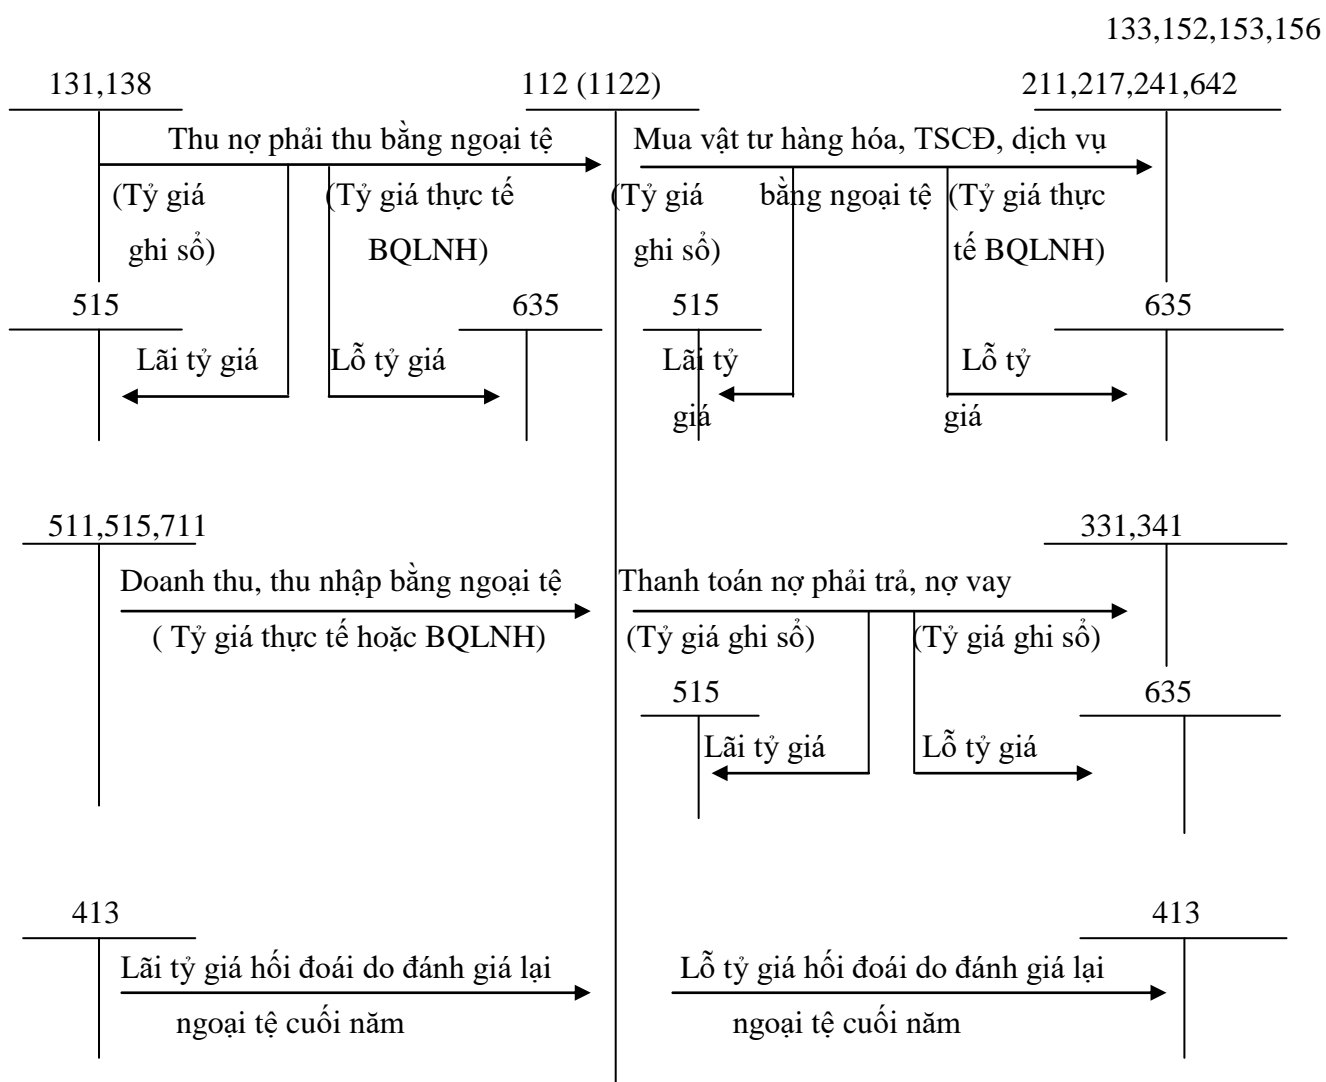 133,152,153,156
131,138 112 (1122) 211,217,241,642
Thu nợ phải thu bằng ngoại tệ Mua vật tư hàng hóa, TSCĐ, dịch vụ
(Tỷ giá (Tỷ giá thực tế (Tỷ giá bằng ngoại tệ (Tỷ giá thực
ghi sổ) BQLNH) ghi sổ) tế BQLNH)
515 635 515 635
Lãi tỷ giá Lỗ tỷ giá Lãi tỷ Lỗ tỷ
giá giá
511,515,711 331,341
Doanh thu, thu nhập bằng ngoại tệ Thanh toán nợ phải trả, nợ vay
( Tỷ giá thực tế hoặc BQLNH) (Tỷ giá ghi sổ) (Tỷ giá ghi sổ)
515 635
Lãi tỷ giá Lỗ tỷ giá
413 413
Lãi tỷ giá hối đoái do đánh giá lại Lỗ tỷ giá hối đoái do đánh giá lại
ngoại tệ cuối năm ngoại tệ cuối năm